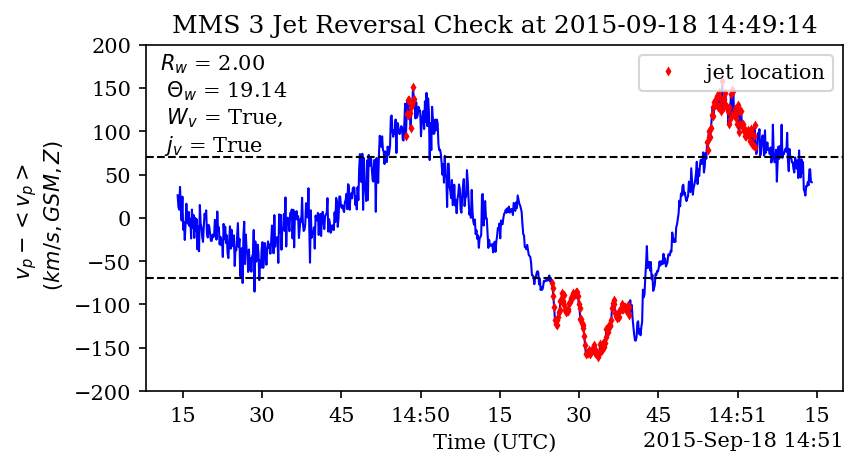 MMS 3 Jet Reversal Check at 2015-09-18 14:49:14
R_w = 2.00
Θ_w = 19.14
W_v = True,
j_v = True
jet location
v_p − < v_p >
(km/s, GSM, Z)
200
150
100
50
0
−50
−100
−150
−200
15 30 45 14:50 15 30 45 14:51 15
Time (UTC)
2015-Sep-18 14:51